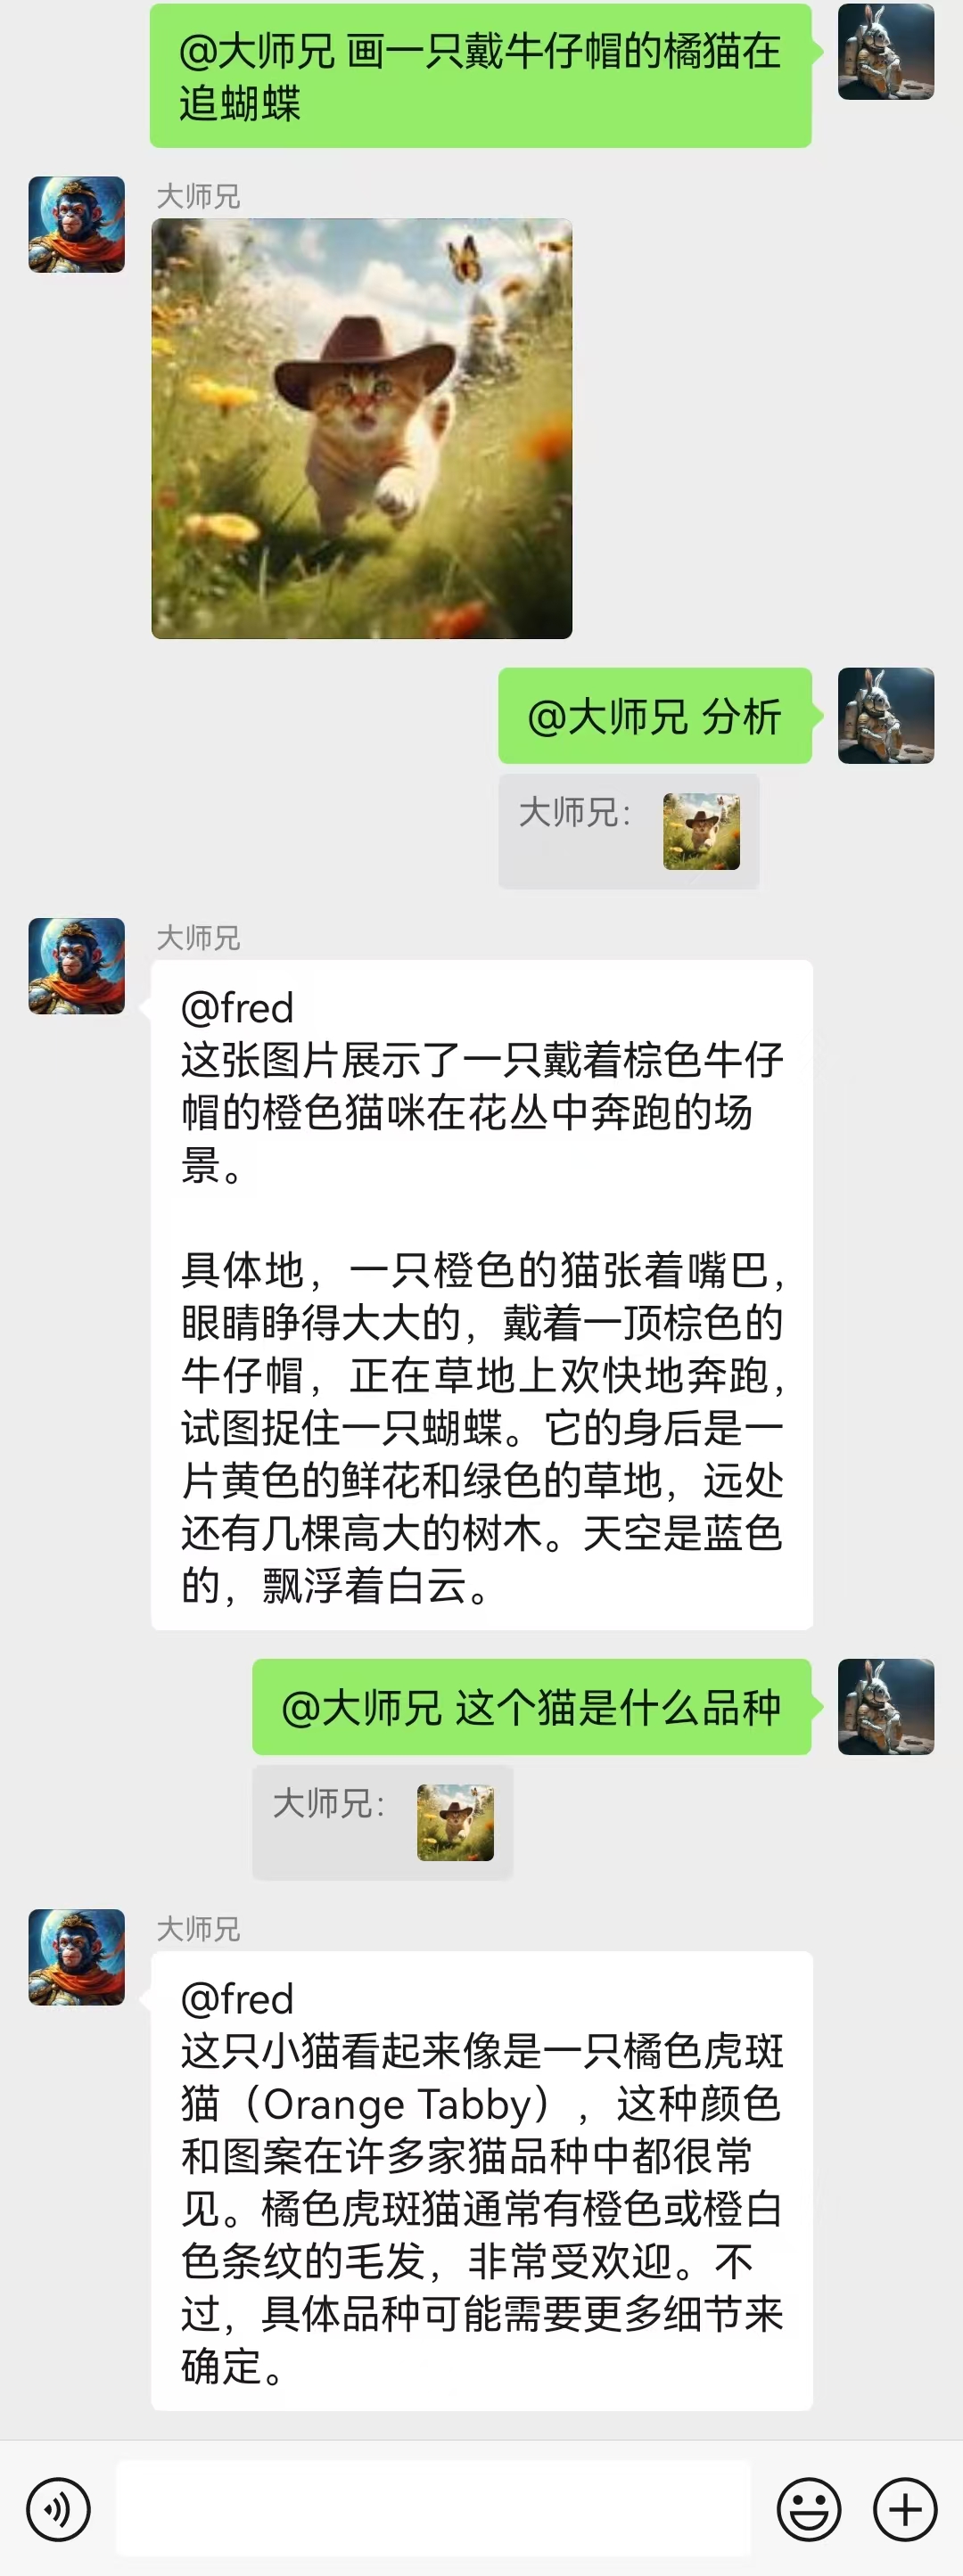 @大师兄 画一只戴牛仔帽的橘猫在
追蝴蝶
大师兄
@大师兄 分析
大师兄：
大师兄
@fred
这张图片展示了一只戴着棕色牛仔
帽的橙色猫咪在花丛中奔跑的场
景。
具体地，一只橙色的猫张着嘴巴，
眼睛睁得大大的，戴着一顶棕色的
牛仔帽，正在草地上欢快地奔跑，
试图捉住一只蝴蝶。它的身后是一
片黄色的鲜花和绿色的草地，远处
还有几棵高大的树木。天空是蓝色
的，飘浮着白云。
@大师兄 这个猫是什么品种
大师兄：
大师兄
@fred
这只小猫看起来像是一只橘色虎斑
猫（Orange Tabby），这种颜色
和图案在许多家猫品种中都很常
见。橘色虎斑猫通常有橙色或橙白
色条纹的毛发，非常受欢迎。不
过，具体品种可能需要更多细节来
确定。